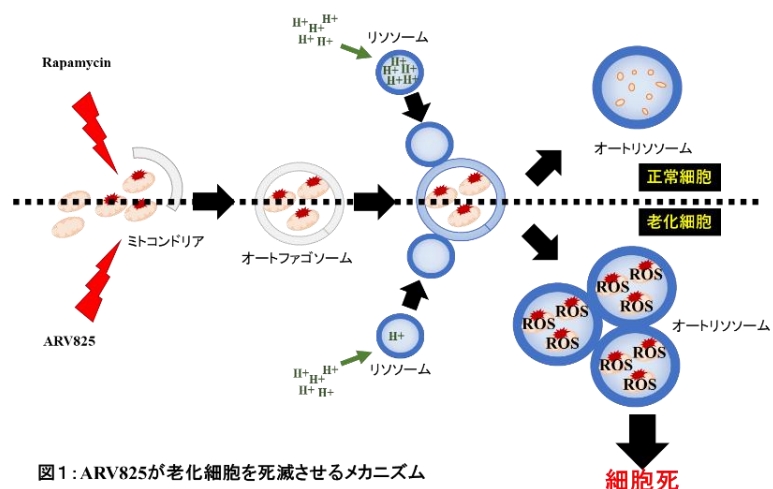 H+
H+ H+
H+ H+
リソソーム
Rapamycin
H+
H+ H+
H+H+
オートリソソーム
正常細胞
老化細胞
ミトコンドリア
オートファゴソーム
ROS
ROS ROS
ROS ROS ROS
ROS ROS
ROS
オートリソソーム
ARV825
H+
リソソーム
H+
H+ H+
H+ H+
図1:ARV825が老化細胞を死滅させるメカニズム
細胞死